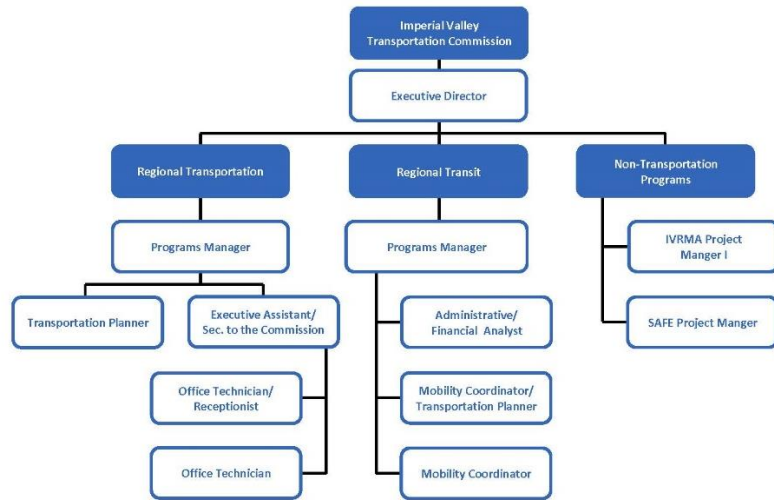 Imperial Valley
Transportation Commission
Executive Director
Regional Transportation
Regional Transit
Non-Transportation
Programs
Programs Manager
Programs Manager
IVRMA Project
Manger I
Transportation Planner
Executive Assistant/
Sec. to the Commission
Administrative/
Financial Analyst
SAFE Project Manger
Office Technician/
Receptionist
Mobility Coordinator/
Transportation Planner
Office Technician
Mobility Coordinator